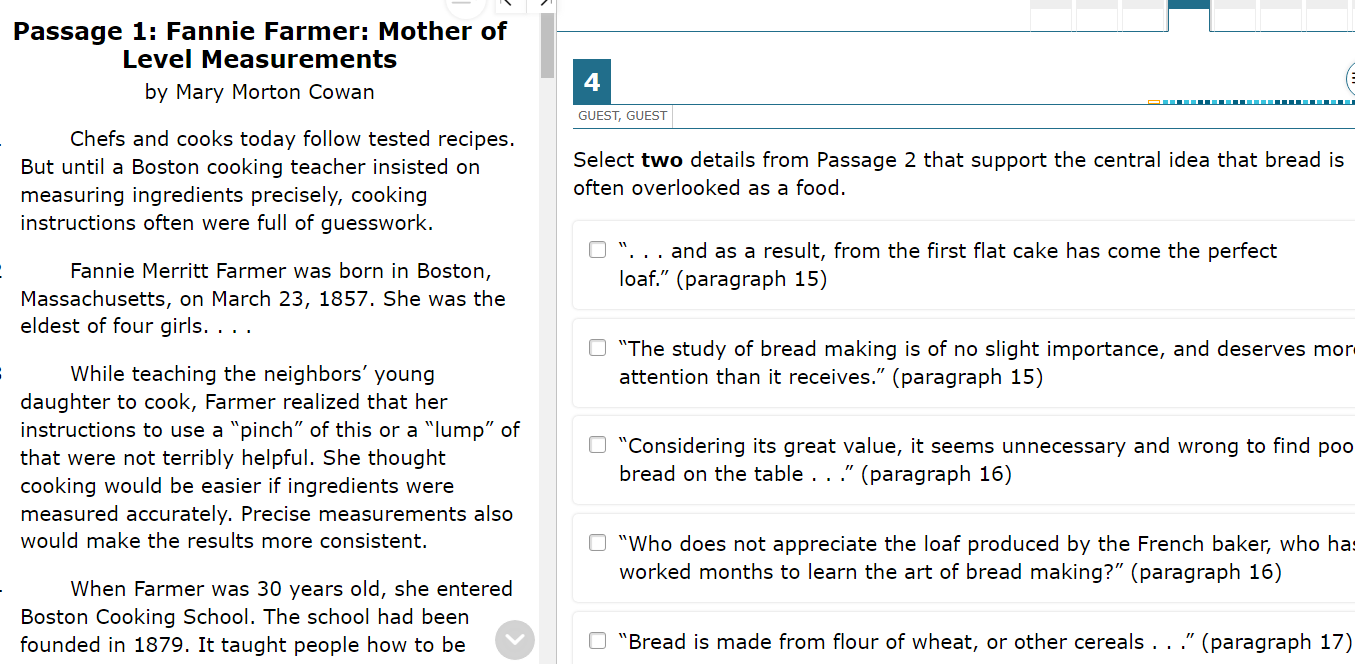 Passage 1: Fannie Farmer: Mother of
Level Measurements
by Mary Morton Cowan
Chefs and cooks today follow tested recipes.
But until a Boston cooking teacher insisted on
measuring ingredients precisely, cooking
instructions often were full of guesswork.
Fannie Merritt Farmer was born in Boston,
Massachusetts, on March 23, 1857. She was the
eldest of four girls. . . .
While teaching the neighbors’ young
daughter to cook, Farmer realized that her
instructions to use a “pinch” of this or a “lump” of
that were not terribly helpful. She thought
cooking would be easier if ingredients were
measured accurately. Precise measurements also
would make the results more consistent.
When Farmer was 30 years old, she entered
Boston Cooking School. The school had been
founded in 1879. It taught people how to be
4
GUEST, GUEST
Select two details from Passage 2 that support the central idea that bread is
often overlooked as a food.
“. . . and as a result, from the first flat cake has come the perfect
loaf.” (paragraph 15)
“The study of bread making is of no slight importance, and deserves mor
attention than it receives.” (paragraph 15)
“Considering its great value, it seems unnecessary and wrong to find poo
bread on the table . . .” (paragraph 16)
“Who does not appreciate the loaf produced by the French baker, who has
worked months to learn the art of bread making?” (paragraph 16)
“Bread is made from flour of wheat, or other cereals . . .” (paragraph 17)